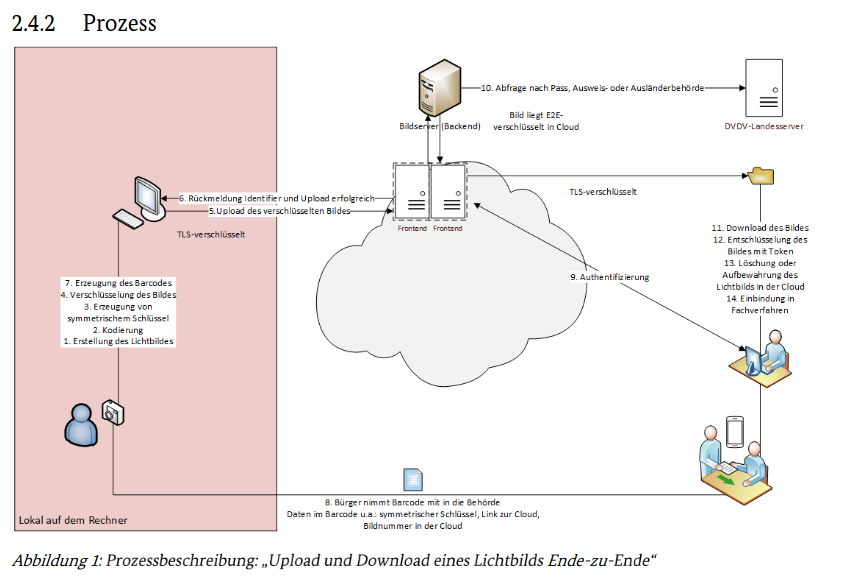 2.4.2 Prozess
10. Abfrage nach Pass, Ausweis- oder Ausländerbehörde
Bildserver (Backend)
Bild liegt E2E-
verschlüsselt in Cloud
DVDV-Landesserver
6. Rückmeldung Identifier und Upload erfolgreich
5.Upload des verschlüsselten Bildes
TLS-verschlüsselt
Frontend Frontend
TLS-verschlüsselt
9. Authentifizierung
11. Download des Bildes
12. Entschlüsselung des
Bildes mit Token
13. Löschung oder
Aufbewahrung des
Lichtbilds in der Cloud
14. Einbindung in
Fachverfahren
7. Erzeugung des Barcodes
4. Verschlüsselung des Bildes
3. Erzeugung von
symmetrischem Schlüssel
2. Kodierung
1. Erstellung des Lichtbildes
8. Bürger nimmt Barcode mit in die Behörde
Daten im Barcode u.a.: symmetrischer Schlüssel, Link zur Cloud,
Bildnummer in der Cloud
Lokal auf dem Rechner
Abbildung 1: Prozessbeschreibung: „Upload und Download eines Lichtbilds Ende-zu-Ende“